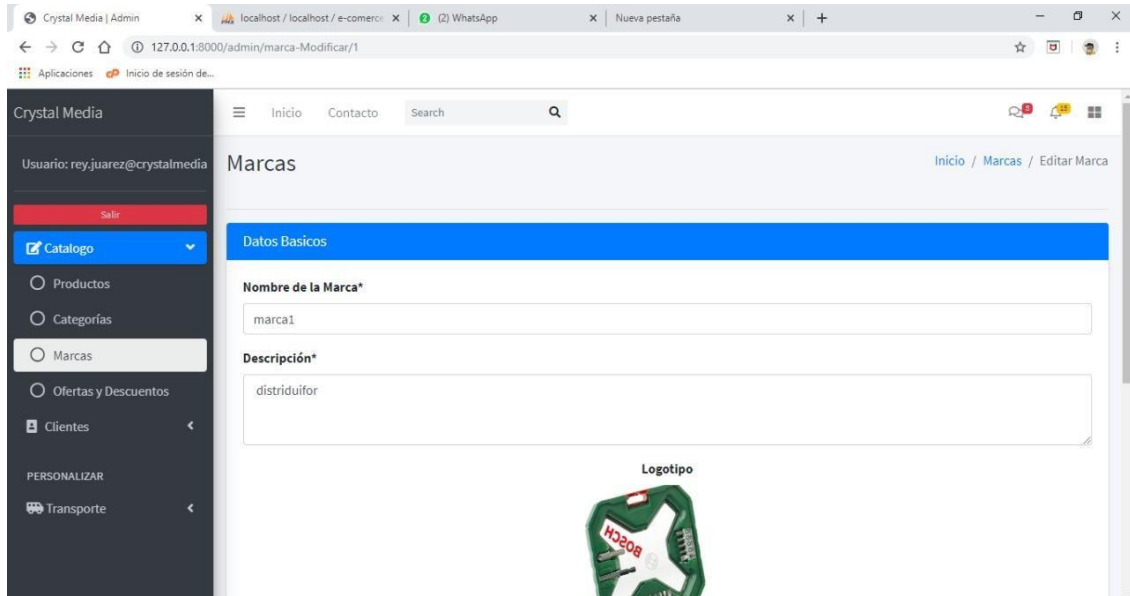 Crystal Media | Admin
localhost / localhost / e-comerce
(2) WhatsApp
Nueva pestaña
127.0.0.1:8000/admin/marca-Modificar/1
Aplicaciones
cP Inicio de sesión de...
Crystal Media
Inicio
Contacto
Search
Usuario: rey.juarez@crystalmedia
Marcas
Inicio / Marcas / Editar Marca
Salir
Catalogo
Datos Basicos
Productos
Nombre de la Marca*
Categorías
marca1
Marcas
Descripción*
Ofertas y Descuentos
distriduifor
Clientes
Logotipo
PERSONALIZAR
Transporte
BOSCH